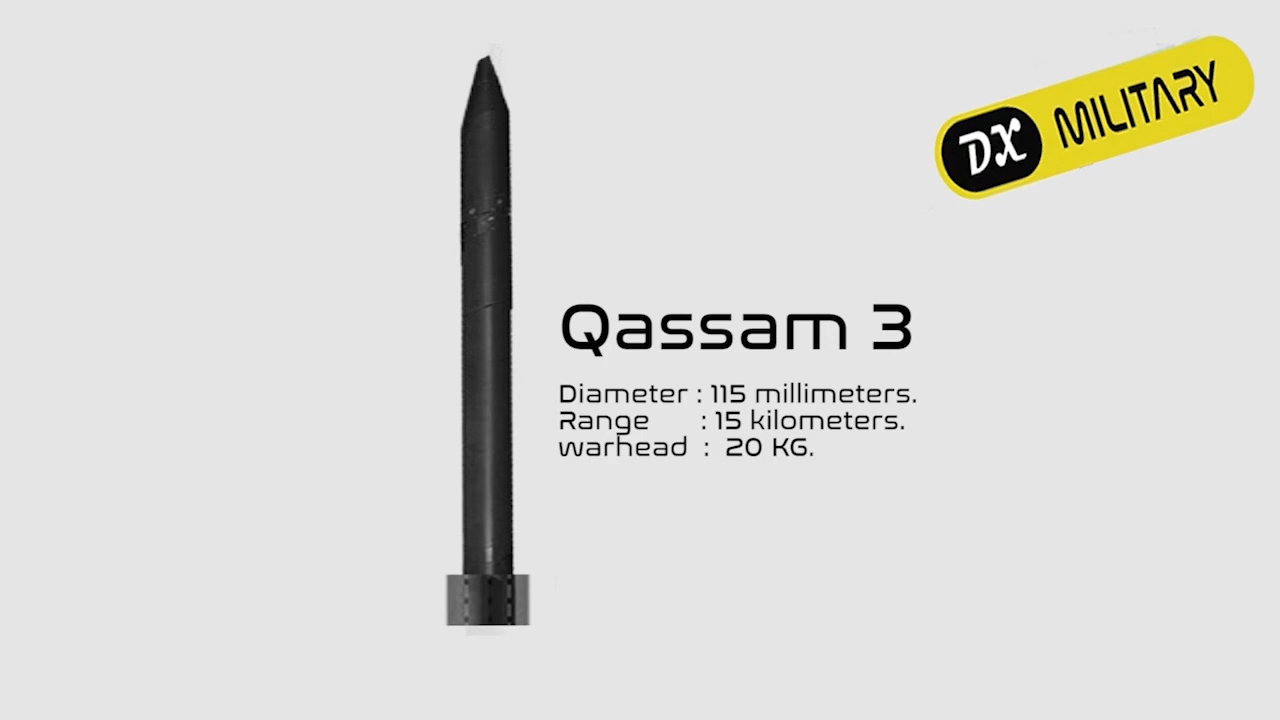 DX MILITARY
Qassam 3
Diameter : 115 millimeters.
Range : 15 kilometers.
warhead : 20 KG.